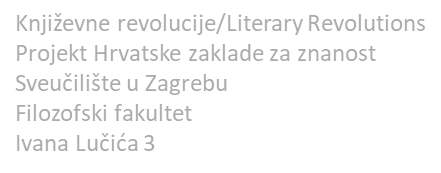 Književne revolucije/Literary Revolutions
Projekt Hrvatske zaklade za znanost
Sveučilište u Zagrebu
Filozofski fakultet
Ivana Lučića 3